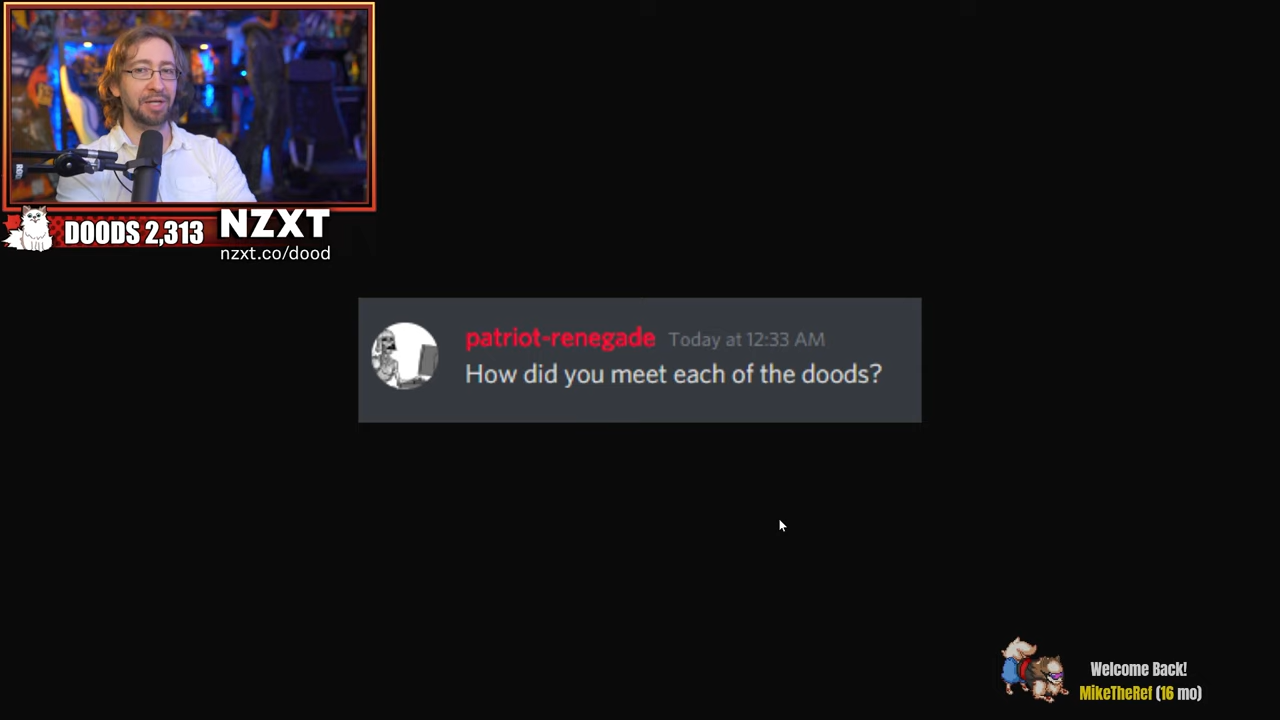 DOODS 2,313
NZXT
nzxt.co/dood
patriot-renegade Today at 12:33 AM
How did you meet each of the doods?
Welcome Back!
MikeTheRef (16 mo)